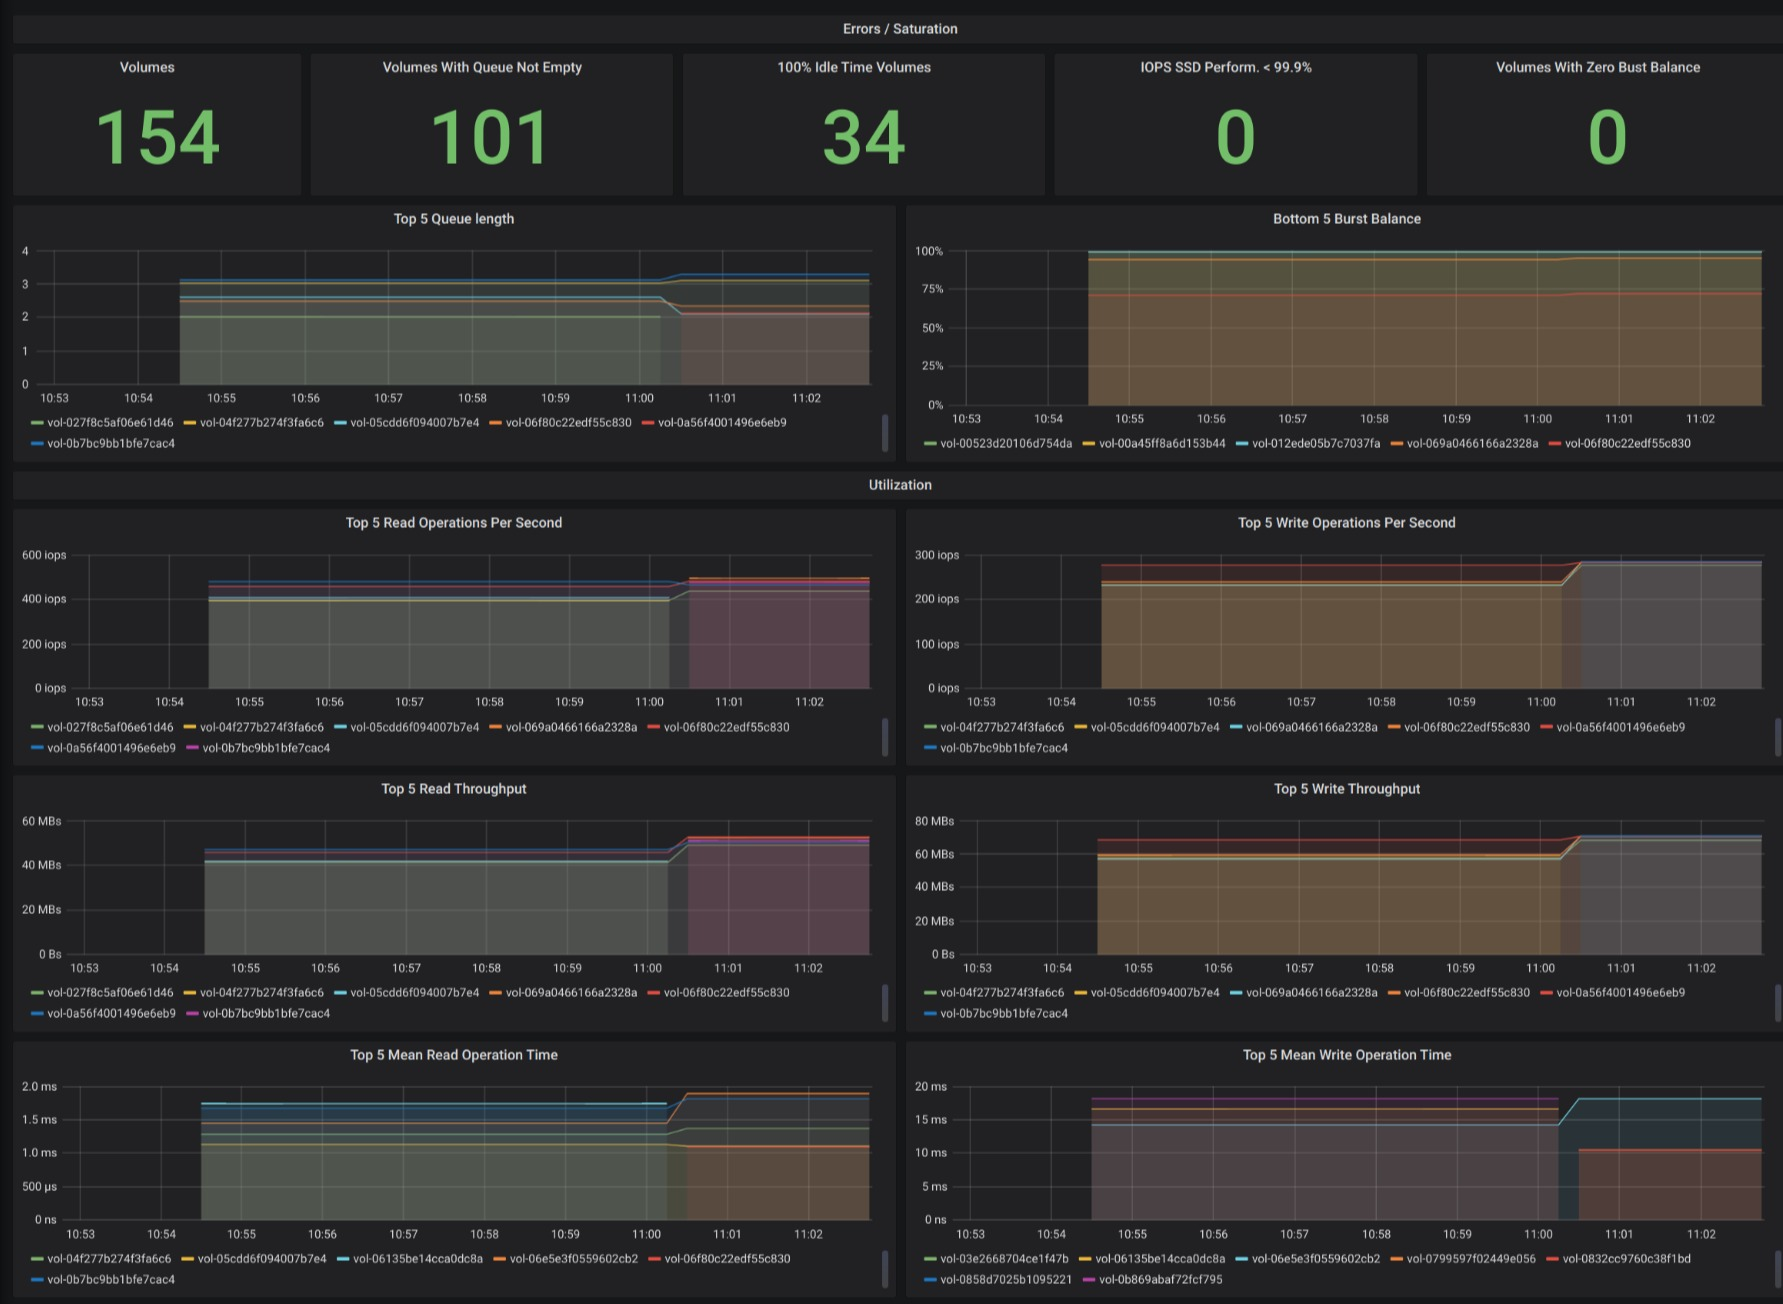 Errors / Saturation
Volumes
Volumes With Queue Not Empty
100% Idle Time Volumes
IOPS SSD Perform. < 99.9%
Volumes With Zero Bust Balance
154
101
34
0
0
Top 5 Queue length
4
3
2
1
0
10:53 10:54 10:55 10:56 10:57 10:58 10:59 11:00 11:01 11:02
vol-027f8c5af06e61d46 vol-04f277b274f3fa6c6 vol-05cdd6f094007b7e4 vol-06f80c22edf55c830 vol-0a56f4001496e6eb9
vol-0b7bc9bb1bfe7cac4
Bottom 5 Burst Balance
100%
75%
50%
25%
0%
10:53 10:54 10:55 10:56 10:57 10:58 10:59 11:00 11:01 11:02
vol-00523d20106d754da vol-00a45ff8a6d153b44 vol-012ede05b7c7037fa vol-069a0466166a2328a vol-06f80c22edf55c830
Utilization
Top 5 Read Operations Per Second
600 iops
400 iops
200 iops
0 iops
10:53 10:54 10:55 10:56 10:57 10:58 10:59 11:00 11:01 11:02
vol-027f8c5af06e61d46 vol-04f277b274f3fa6c6 vol-05cdd6f094007b7e4 vol-069a0466166a2328a vol-06f80c22edf55c830
vol-0a56f4001496e6eb9 vol-0b7bc9bb1bfe7cac4
Top 5 Write Operations Per Second
300 iops
200 iops
100 iops
0 iops
10:53 10:54 10:55 10:56 10:57 10:58 10:59 11:00 11:01 11:02
vol-04f277b274f3fa6c6 vol-05cdd6f094007b7e4 vol-069a0466166a2328a vol-06f80c22edf55c830 vol-0a56f4001496e6eb9
vol-0b7bc9bb1bfe7cac4
Top 5 Read Throughput
60 MBs
40 MBs
20 MBs
0 Bs
10:53 10:54 10:55 10:56 10:57 10:58 10:59 11:00 11:01 11:02
vol-027f8c5af06e61d46 vol-04f277b274f3fa6c6 vol-05cdd6f094007b7e4 vol-069a0466166a2328a vol-06f80c22edf55c830
vol-0a56f4001496e6eb9 vol-0b7bc9bb1bfe7cac4
Top 5 Write Throughput
80 MBs
60 MBs
40 MBs
20 MBs
0 Bs
10:53 10:54 10:55 10:56 10:57 10:58 10:59 11:00 11:01 11:02
vol-04f277b274f3fa6c6 vol-05cdd6f094007b7e4 vol-069a0466166a2328a vol-06f80c22edf55c830 vol-0a56f4001496e6eb9
vol-0b7bc9bb1bfe7cac4
Top 5 Mean Read Operation Time
2.0 ms
1.5 ms
1.0 ms
500 µs
0 ns
10:53 10:54 10:55 10:56 10:57 10:58 10:59 11:00 11:01 11:02
vol-04f277b274f3fa6c6 vol-05cdd6f094007b7e4 vol-06135be14cca0dc8a vol-06e5e3f0559602cb2 vol-06f80c22edf55c830
vol-0b7bc9bb1bfe7cac4
Top 5 Mean Write Operation Time
20 ms
15 ms
10 ms
5 ms
0 ns
10:53 10:54 10:55 10:56 10:57 10:58 10:59 11:00 11:01 11:02
vol-03e2668704ce1f47b vol-06135be14cca0dc8a vol-06e5e3f0559602cb2 vol-0799597f02449e056 vol-0832cc9760c38f1bd
vol-0858d7025b1095221 vol-0b869abaf72fcf795